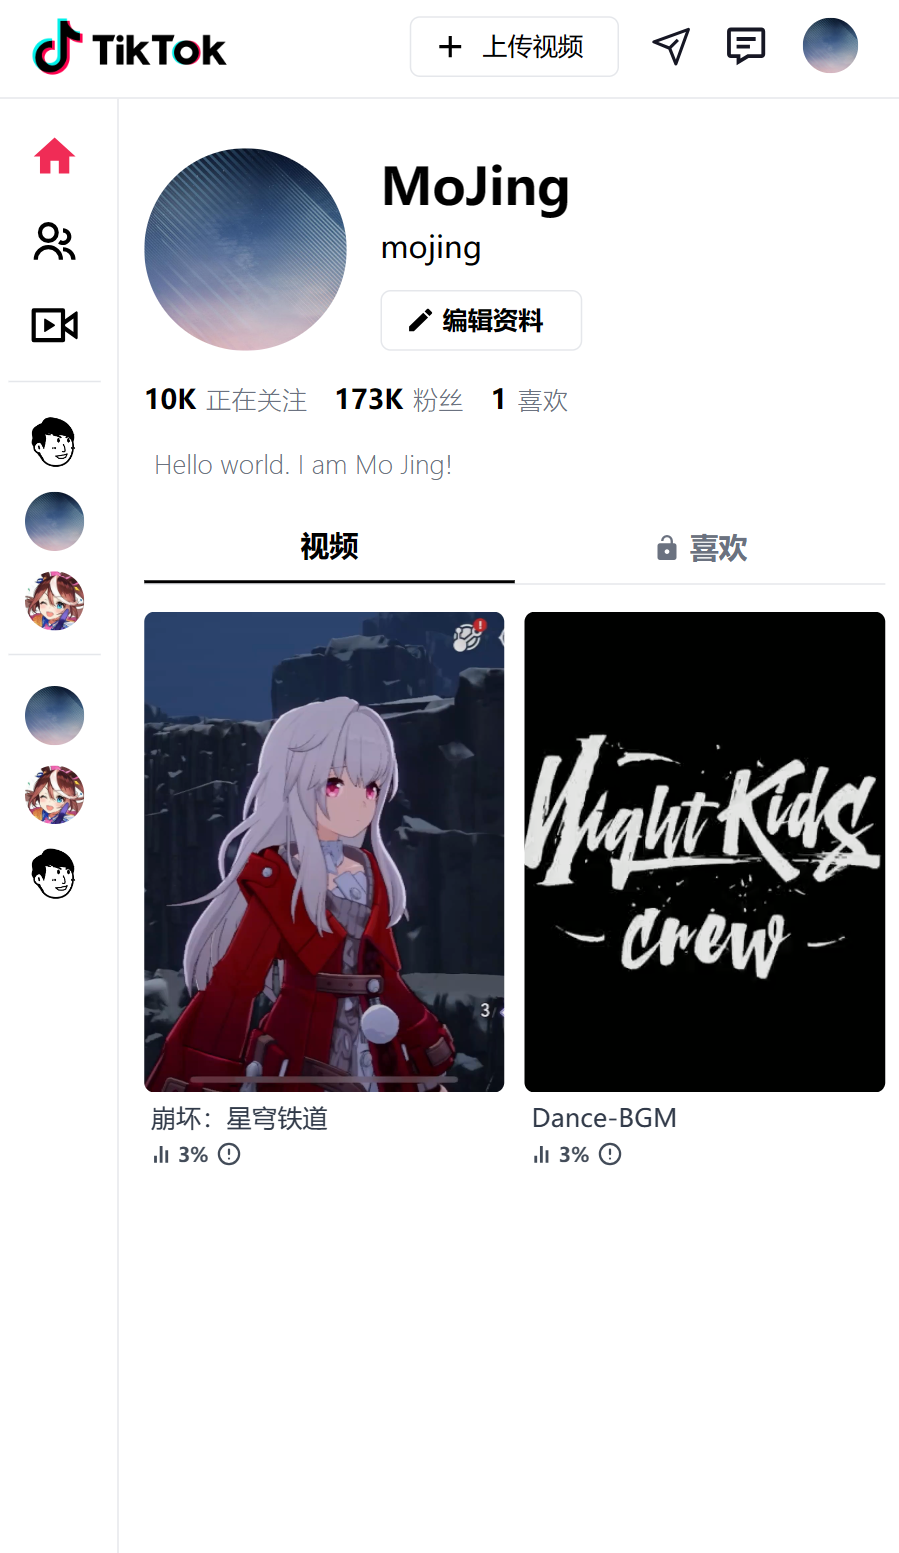 TikTok
上传视频
MoJing
mojing
编辑资料
10K 正在关注 173K 粉丝 1 喜欢
Hello world. I am Mo Jing!
视频
喜欢
3/
Night Kids
crew
崩坏：星穹铁道
3%
Dance-BGM
3%